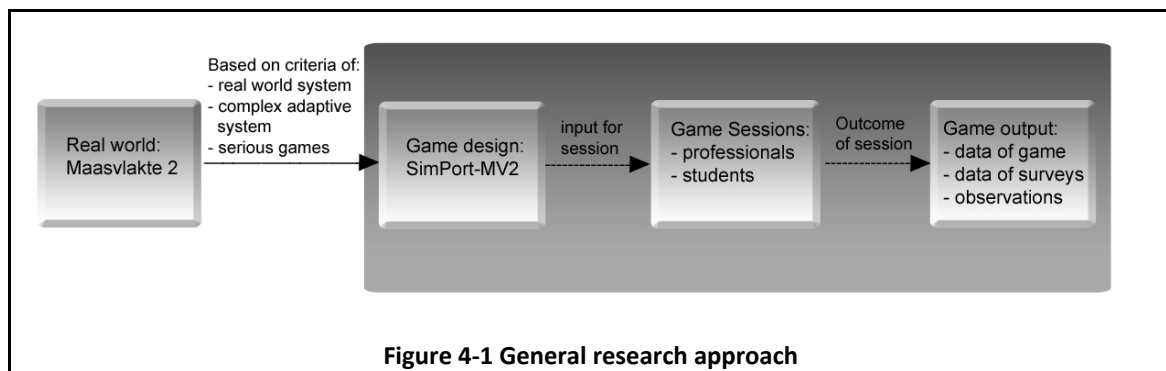 Real world:
Maasvlakte 2
Based on criteria of:
- real world system
- complex adaptive
system
- serious games
Game design:
SimPort-MV2
input for
session
Game Sessions:
- professionals
- students
Outcome
of session
Game output:
- data of game
- data of surveys
- observations
Figure 4-1 General research approach